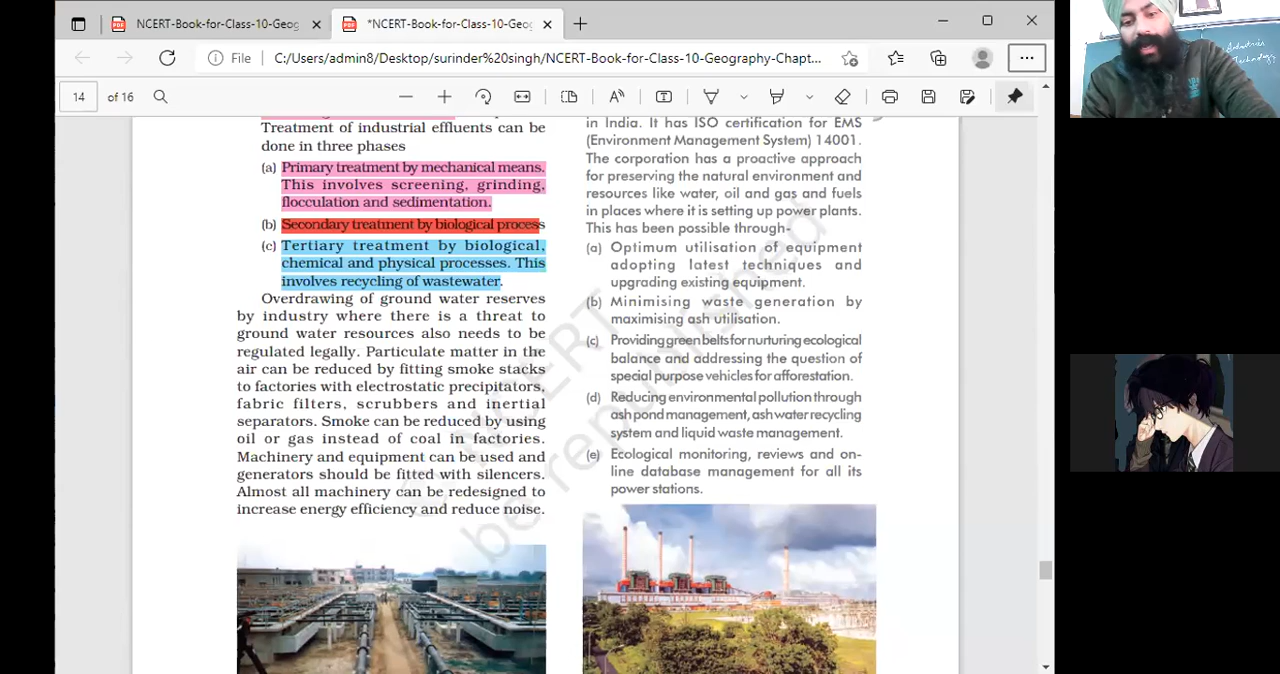 NCERT-Book-for-Class-10-Geog
*NCERT-Book-for-Class-10-Geog
File
C:/Users/admin8/Desktop/surinder%20singh/NCERT-Book-for-Class-10-Geography-Chapt...
14 of 16
Treatment of industrial effluents can be
done in three phases
(a) Primary treatment by mechanical means.
This involves screening, grinding,
flocculation and sedimentation.
(b) Secondary treatment by biological process
(c) Tertiary treatment by biological,
chemical and physical processes. This
involves recycling of wastewater.
Overdrawing of ground water reserves
by industry where there is a threat to
ground water resources also needs to be
regulated legally. Particulate matter in the
air can be reduced by fitting smoke stacks
to factories with electrostatic precipitators,
fabric filters, scrubbers and inertial
separators. Smoke can be reduced by using
oil or gas instead of coal in factories.
Machinery and equipment can be used and
generators should be fitted with silencers.
Almost all machinery can be redesigned to
increase energy efficiency and reduce noise.
in India. It has ISO certification for EMS
(Environment Management System) 14001.
The corporation has a proactive approach
for preserving the natural environment and
resources like water, oil and gas and fuels
in places where it is setting up power plants.
This has been possible through-
(a) Optimum utilisation of equipment
adopting latest techniques and
upgrading existing equipment.
(b) Minimising waste generation by
maximising ash utilisation.
(c) Providing green belts for nurturing ecological
balance and addressing the question of
special purpose vehicles for afforestation.
(d) Reducing environmental pollution through
ash pond management, ash water recycling
system and liquid waste management.
(e) Ecological monitoring, reviews and on-
line database management for all its
power stations.
NCERT
be republished